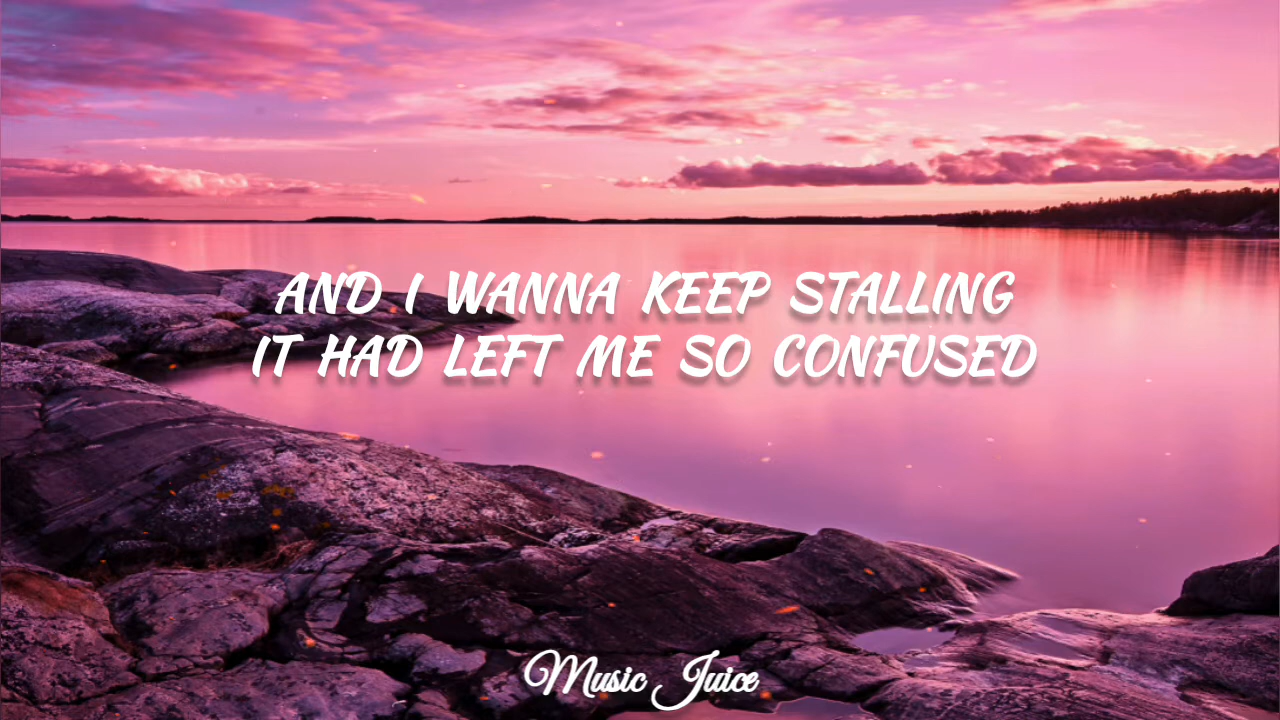 AND I WANNA KEEP STALLING
IT HAD LEFT ME SO CONFUSED
Music Juice